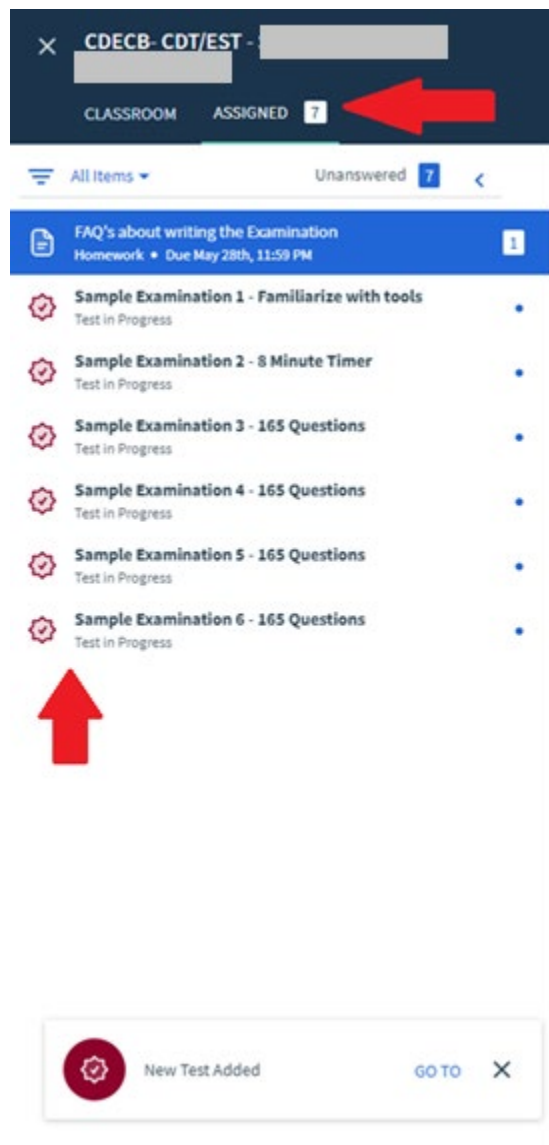 CDECB- CDT/EST -
CLASSROOM ASSIGNED 7
All Items Unanswered 7
FAQ's about writing the Examination 1
Homework • Due May 28th, 11:59 PM
Sample Examination 1 - Familiarize with tools
Test in Progress
Sample Examination 2 - 8 Minute Timer
Test in Progress
Sample Examination 3 - 165 Questions
Test in Progress
Sample Examination 4 - 165 Questions
Test in Progress
Sample Examination 5 - 165 Questions
Test in Progress
Sample Examination 6 - 165 Questions
Test in Progress
New Test Added GO TO